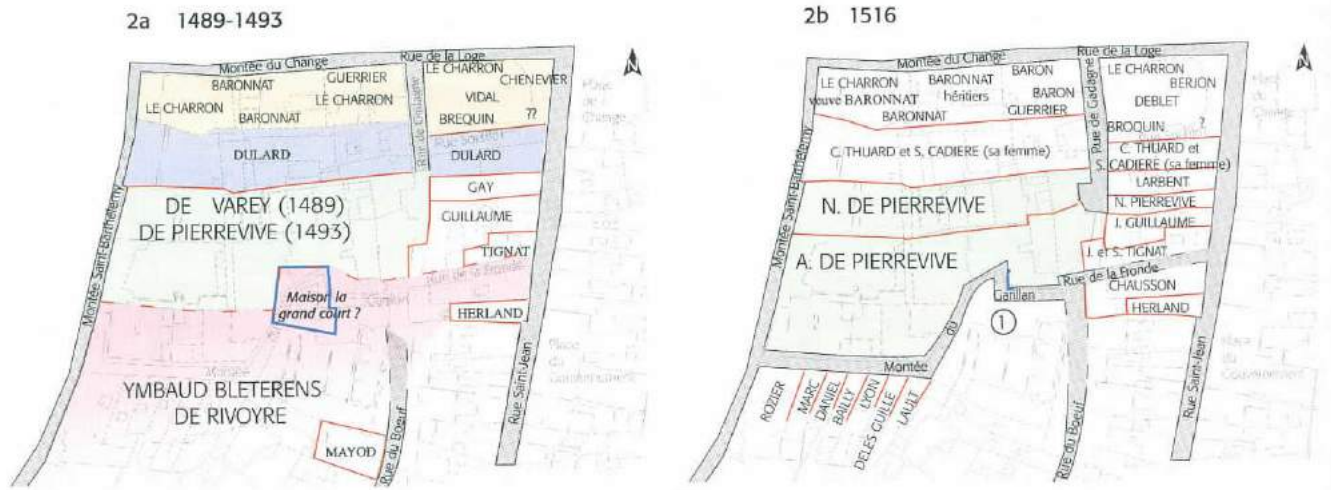 2a 1489-1493
Montée du Change
Rue de la Loge
LE CHARRON
BARONNAT
GUERRIER
CHENEVIER
LE CHARRON
LE CHARRON
VIDAL
BARONNAT
BREQUIN
??
DULARD
DULARD
GAY
DE VAREY (1489)
DE PIERREVIVE (1493)
GUILLAUME
TIGNAT
Rue de la Fronde
Montée Saint-Barthélemy
Maison la
grand court ?
HERLAND
YMBAUD BLETERENS
DE RIVOYRE
MAYOD
Rue du Boeuf
Rue Saint-Jean
Place
du
Change
Place
du
Gouvernement
2b 1516
Montée du Change
Rue de la Loge
LE CHARRON
BARONNAT
héritiers
BARON
LE CHARRON
BERJON
veuve BARONNAT
BARON
DEBLET
BARONNAT
GUERRIER
BROQUIN
?
Rue de Gadagne
C. THUARD et S. CADIERE (sa femme)
C. THUARD et
S. CADIERE (sa femme)
LARBENT
N. DE PIERREVIVE
N. PIERREVIVE
J. GUILLAUME
A. DE PIERREVIVE
J. et S. TIGNAT
Rue de la Fronde
CHAUSSON
HERLAND
Montée Saint-Barthélemy
Montée
du
Garillan
1
ROZIER
MARC
DANIEL
BAILLY
LYON
DELES GUILLE
LAULT
Rue du Boeuf
Rue Saint-Jean